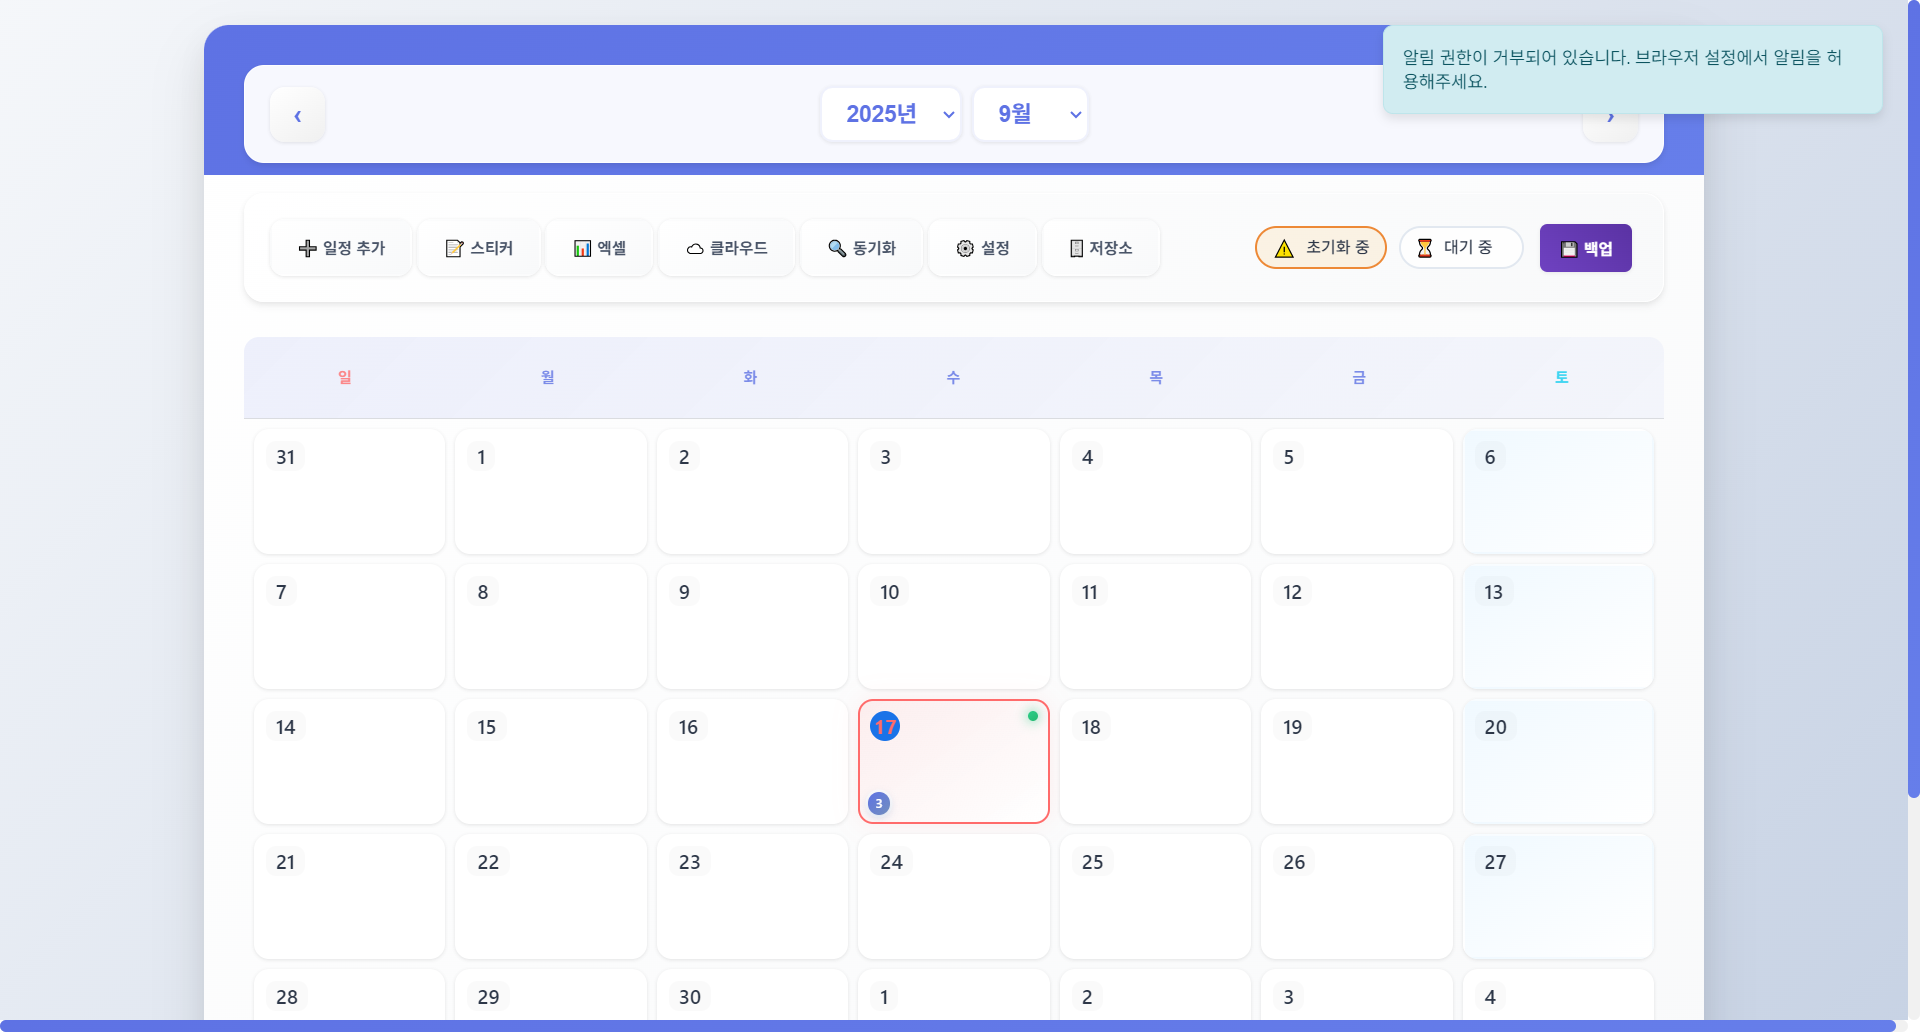 알림 권한이 거부되어 있습니다. 브라우저 설정에서 알림을 허
용해주세요.
‹ 2025년 9월 ›
➕ 일정 추가 📝 스티커 📊 엑셀 ☁ 클라우드 🔍 동기화 ⚙ 설정 🗄 저장소 ⚠ 초기화 중 ⏳ 대기 중 💾 백업
일 월 화 수 목 금 토
31 1 2 3 4 5 6
7 8 9 10 11 12 13
14 15 16 17 18 19 20
3
21 22 23 24 25 26 27
28 29 30 1 2 3 4